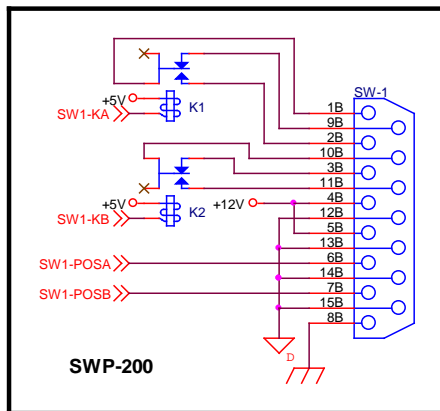 SW-1
+5V
K1
SW1-KA
1B
9B
2B
10B
3B
11B
+5V
K2
+12V
4B
SW1-KB
12B
5B
13B
SW1-POSA
6B
14B
SW1-POSB
7B
15B
8B
D
SWP-200